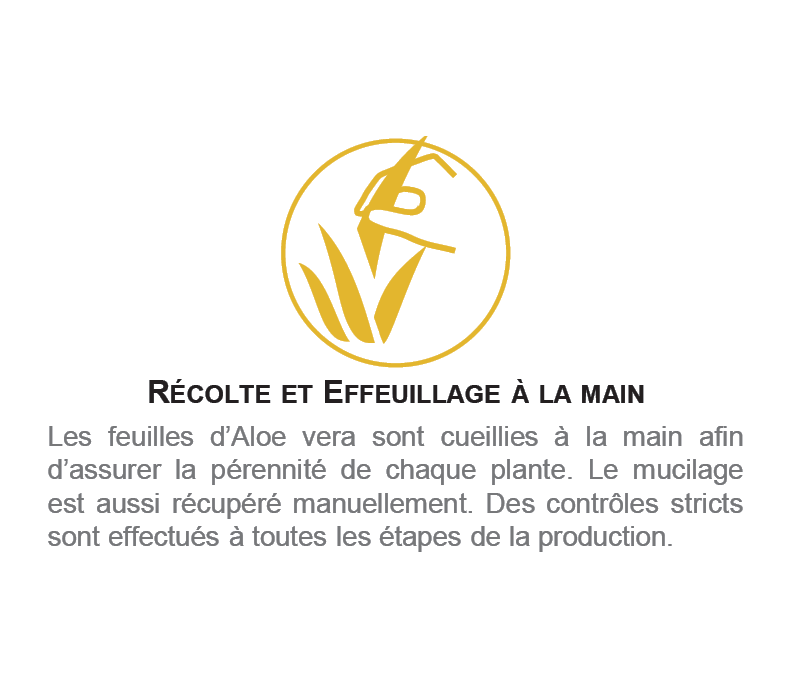 Récolte et Effeuillage à la main
Les feuilles d’Aloe vera sont cueillies à la main afin
d’assurer la pérennité de chaque plante. Le mucilage
est aussi récupéré manuellement. Des contrôles stricts
sont effectués à toutes les étapes de la production.